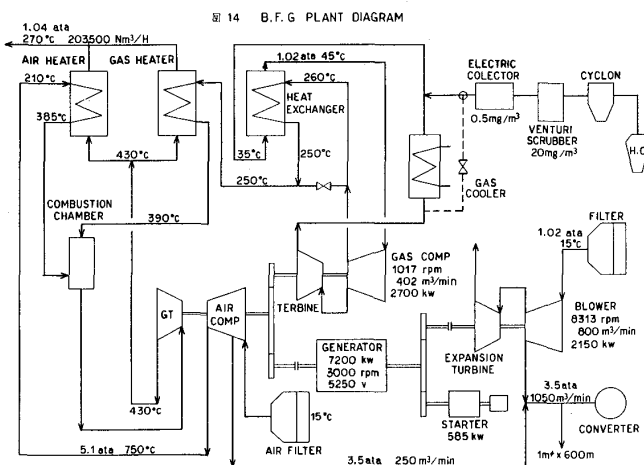 図 14 B.F.G PLANT DIAGRAM
1.04 ata
270°C 203500 Nm³/H
AIR HEATER
GAS HEATER
210°C
385°C
430°C
1.02 ata 45°C
260°C
HEAT
EXCHANGER
35°C
250°C
250°C
ELECTRIC
COLECTOR
0.5mg/m³
VENTURI
SCRUBBER
20mg/m³
CYCLON
H.O
GAS
COOLER
COMBUSTION
CHAMBER
390°C
GT
AIR
COMP
TURBINE
GAS COMP
1017 rpm
402 m³/min
2700 kw
FILTER
1.02 ata
15°C
BLOWER
8313 rpm
800 m³/min
2150 kw
EXPANSION
TURBINE
GENERATOR
7200 kw
3000 rpm
5250 v
STARTER
585 kw
3.5ata
1050m³/min
CONVERTER
430°C
15°C
AIR FILTER
5.1 ata 750°C
3.5 ata 250 m³/min